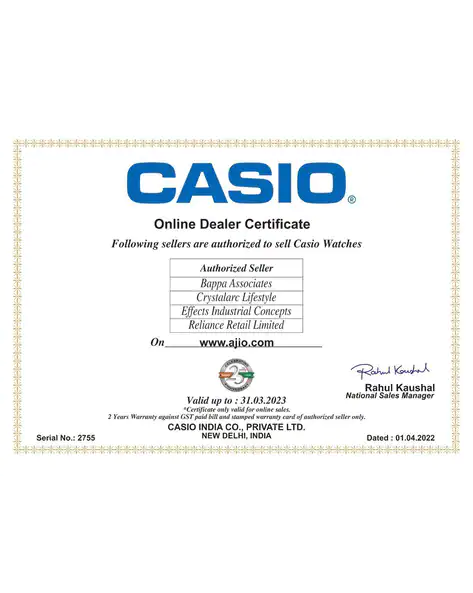 CASIO®
Online Dealer Certificate
Following sellers are authorized to sell Casio Watches
Authorized Seller
Bappa Associates
Crystalarc Lifestyle
Effects Industrial Concepts
Reliance Retail Limited
On www.ajio.com
25
Rahul Kaushal
Rahul Kaushal
National Sales Manager
Valid up to : 31.03.2023
*Certificate only valid for online sales.
2 Years Warranty against GST paid bill and stamped warranty card of authorized seller only.
CASIO INDIA CO., PRIVATE LTD.
NEW DELHI, INDIA
Serial No.: 2755
Dated : 01.04.2022